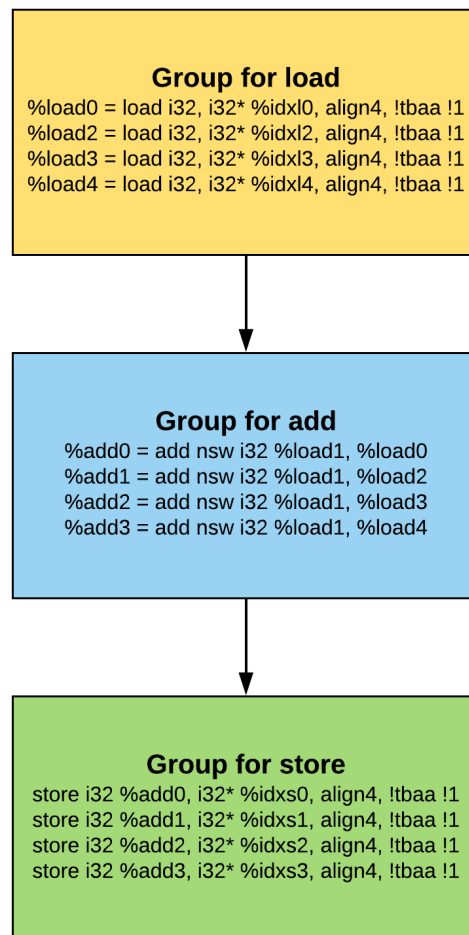 Group for load
%load0 = load i32, i32* %idxl0, align4, !tbaa !1
%load2 = load i32, i32* %idxl2, align4, !tbaa !1
%load3 = load i32, i32* %idxl3, align4, !tbaa !1
%load4 = load i32, i32* %idxl4, align4, !tbaa !1
Group for add
%add0 = add nsw i32 %load1, %load0
%add1 = add nsw i32 %load1, %load2
%add2 = add nsw i32 %load1, %load3
%add3 = add nsw i32 %load1, %load4
Group for store
store i32 %add0, i32* %idxs0, align4, !tbaa !1
store i32 %add1, i32* %idxs1, align4, !tbaa !1
store i32 %add2, i32* %idxs2, align4, !tbaa !1
store i32 %add3, i32* %idxs3, align4, !tbaa !1